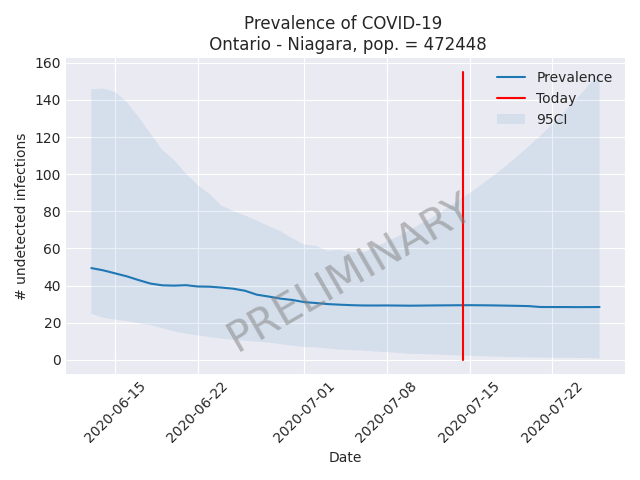 Prevalence of COVID-19
Ontario - Niagara, pop. = 472448
160
140
120
100
80
60
40
20
0
# undetected infections
Prevalence
Today
95CI
PRELIMINARY
2020-06-15
2020-06-22
2020-07-01
2020-07-08
2020-07-15
2020-07-22
Date